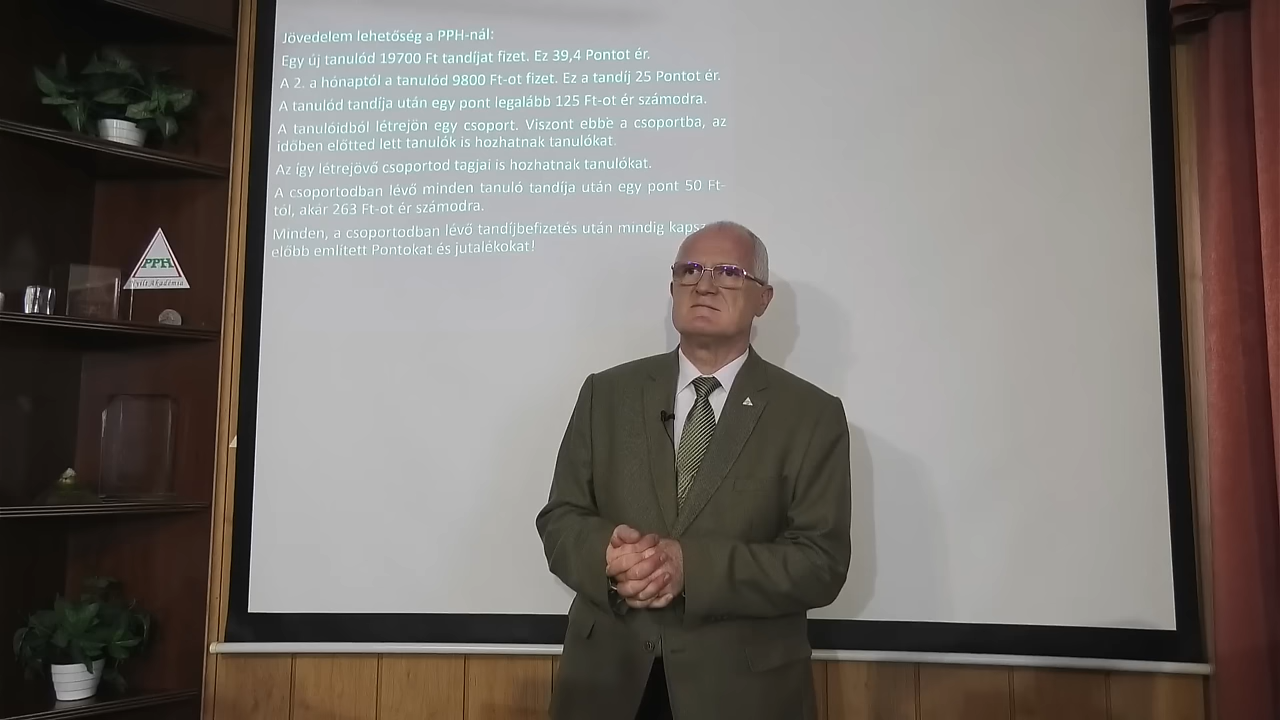 Jövedelem lehetőség a PPH-nál:
Egy új tanulód 19700 Ft tandíjat fizet. Ez 39,4 Pontot ér.
A 2. a hónaptól a tanulód 9800 Ft-ot fizet. Ez a tandíj 25 Pontot ér.
A tanulód tandíja után egy pont legalább 125 Ft-ot ér számodra.
A tanulóidból létrejön egy csoport. Viszont ebbe a csoportba, az
időben előtted lett tanulók is hozhatnak tanulókat.
Az így létrejövő csoportod tagjai is hozhatnak tanulókat.
A csoportodban lévő minden tanuló tandíja után egy pont 50 Ft-
tól, akár 263 Ft-ot ér számodra.
Minden, a csoportodban lévő tandíjbefizetés után mindig kapsz
előbb említett Pontokat és jutalékokat!
PPH
Nyílt Akadémia